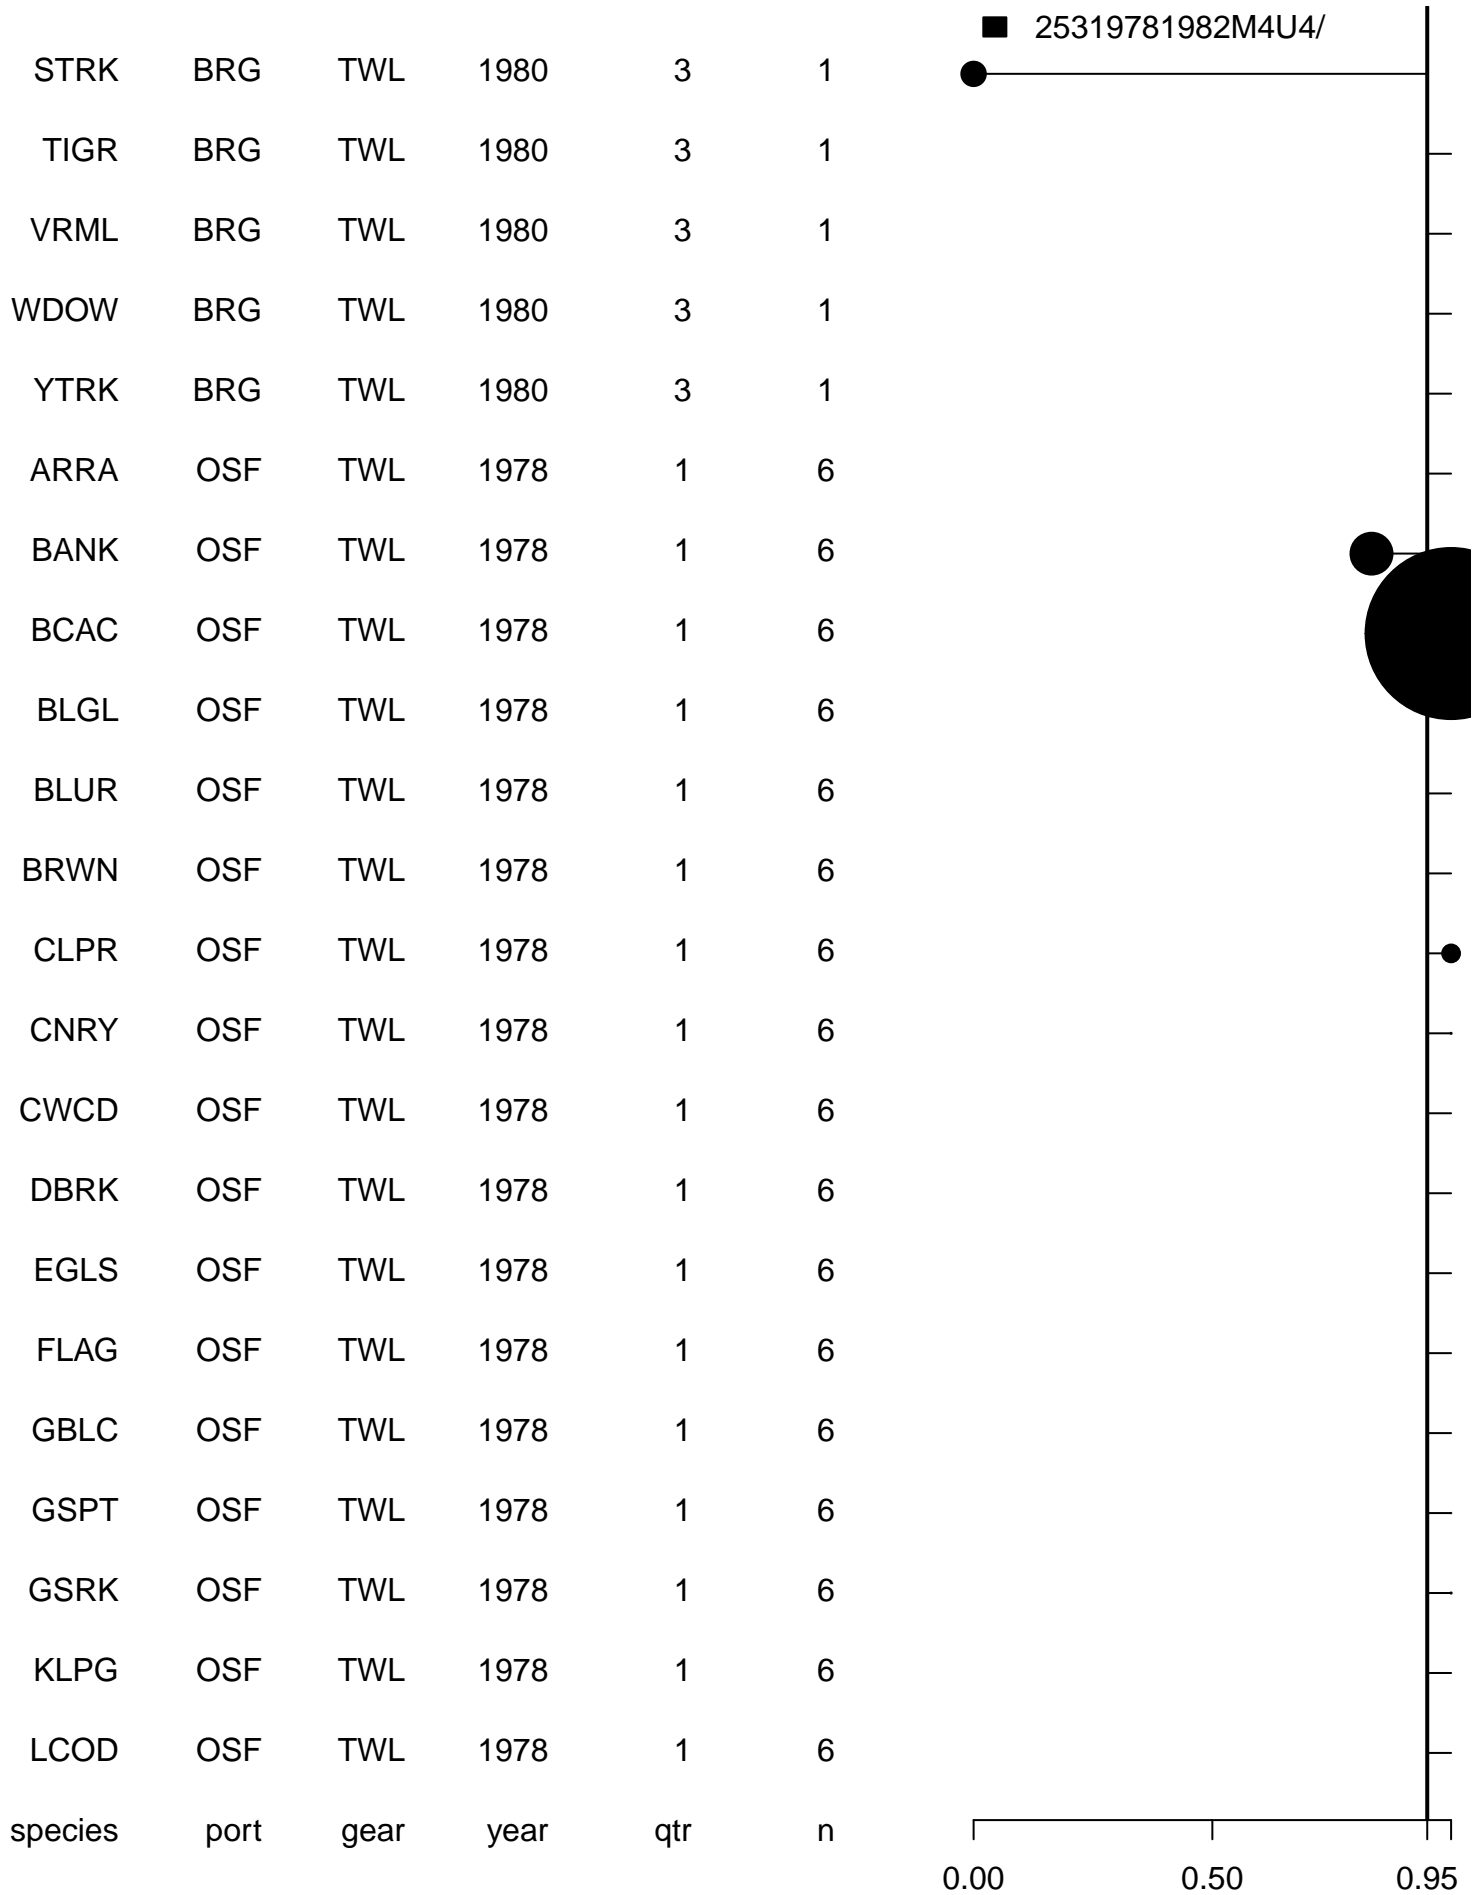 25319781982M4U4/
STRK BRG TWL 1980 3 1
TIGR BRG TWL 1980 3 1
VRML BRG TWL 1980 3 1
WDOW BRG TWL 1980 3 1
YTRK BRG TWL 1980 3 1
ARRA OSF TWL 1978 1 6
BANK OSF TWL 1978 1 6
BCAC OSF TWL 1978 1 6
BLGL OSF TWL 1978 1 6
BLUR OSF TWL 1978 1 6
BRWN OSF TWL 1978 1 6
CLPR OSF TWL 1978 1 6
CNRY OSF TWL 1978 1 6
CWCD OSF TWL 1978 1 6
DBRK OSF TWL 1978 1 6
EGLS OSF TWL 1978 1 6
FLAG OSF TWL 1978 1 6
GBLC OSF TWL 1978 1 6
GSPT OSF TWL 1978 1 6
GSRK OSF TWL 1978 1 6
KLPG OSF TWL 1978 1 6
LCOD OSF TWL 1978 1 6
species port gear year qtr n
0.00 0.50 0.95